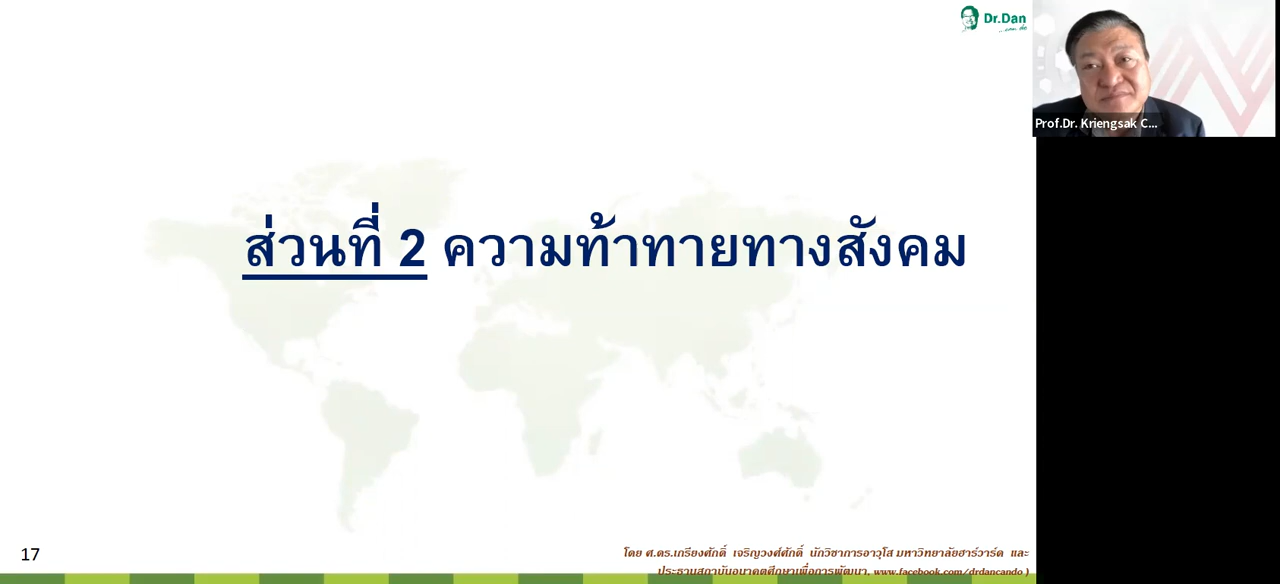 Dr.Dan
...can do
Prof.Dr. Kriengsak C...
ส่วนที่ 2 ความท้าทายทางสังคม
17
โดย ศ.ดร.เกรียงศักดิ์ เจริญวงศ์ศักดิ์ นักวิชาการอาวุโส มหาวิทยาลัยฮาร์วาร์ด และ
ประธานสถาบันอนาคตศึกษาเพื่อการพัฒนา, www.facebook.com/drdancando )